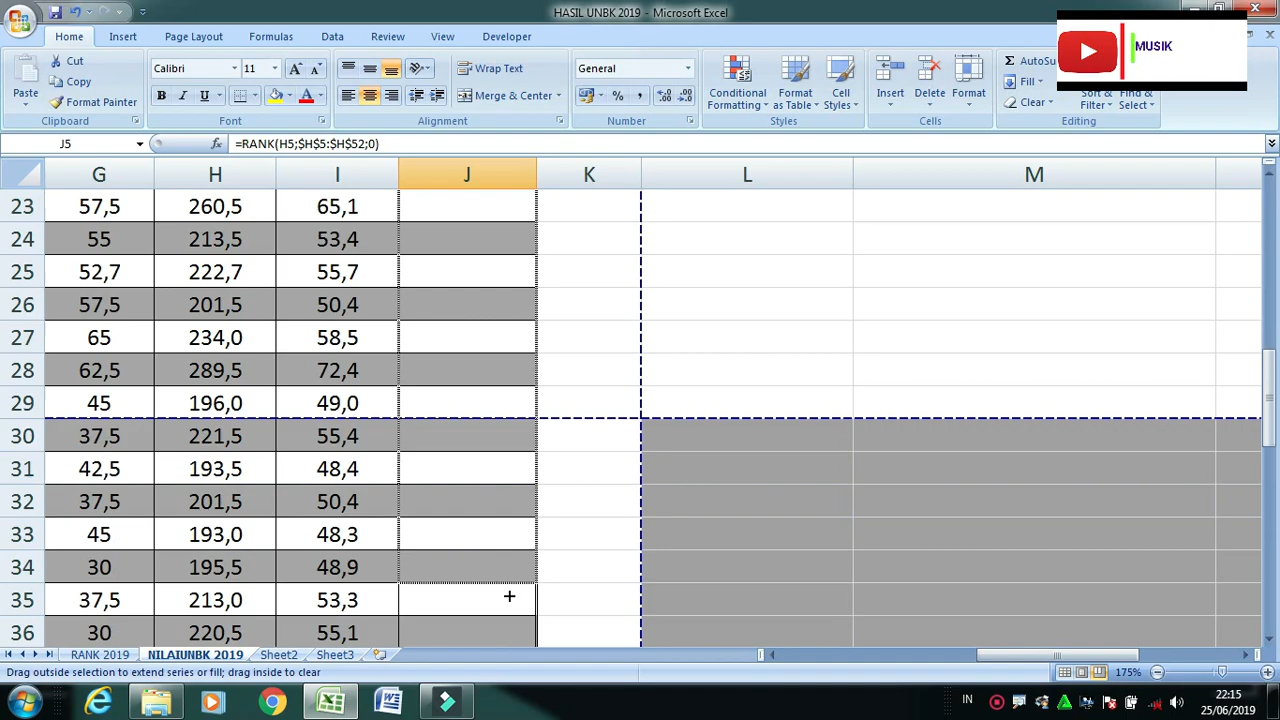 HASIL UNBK 2019 - Microsoft Excel
Home Insert Page Layout Formulas Data Review View Developer
MUSIK
Paste
Cut
Copy
Format Painter
Clipboard
Calibri 11
B I U
Font
Wrap Text
Merge & Center
Alignment
General
Number
Conditional Formatting
Format as Table
Cell Styles
Styles
Insert Delete Format
Cells
AutoSu
Fill
Clear
Sort & Filter
Find & Select
Editing
J5 fx =RANK(H5;$H$5:$H$52;0)
G H I J K L M
23 57,5 260,5 65,1
24 55 213,5 53,4
25 52,7 222,7 55,7
26 57,5 201,5 50,4
27 65 234,0 58,5
28 62,5 289,5 72,4
29 45 196,0 49,0
30 37,5 221,5 55,4
31 42,5 193,5 48,4
32 37,5 201,5 50,4
33 45 193,0 48,3
34 30 195,5 48,9
35 37,5 213,0 53,3
36 30 220,5 55,1
RANK 2019 NILAIUNBK 2019 Sheet2 Sheet3
Drag outside selection to extend series or fill; drag inside to clear 175%
IN 22:15
25/06/2019